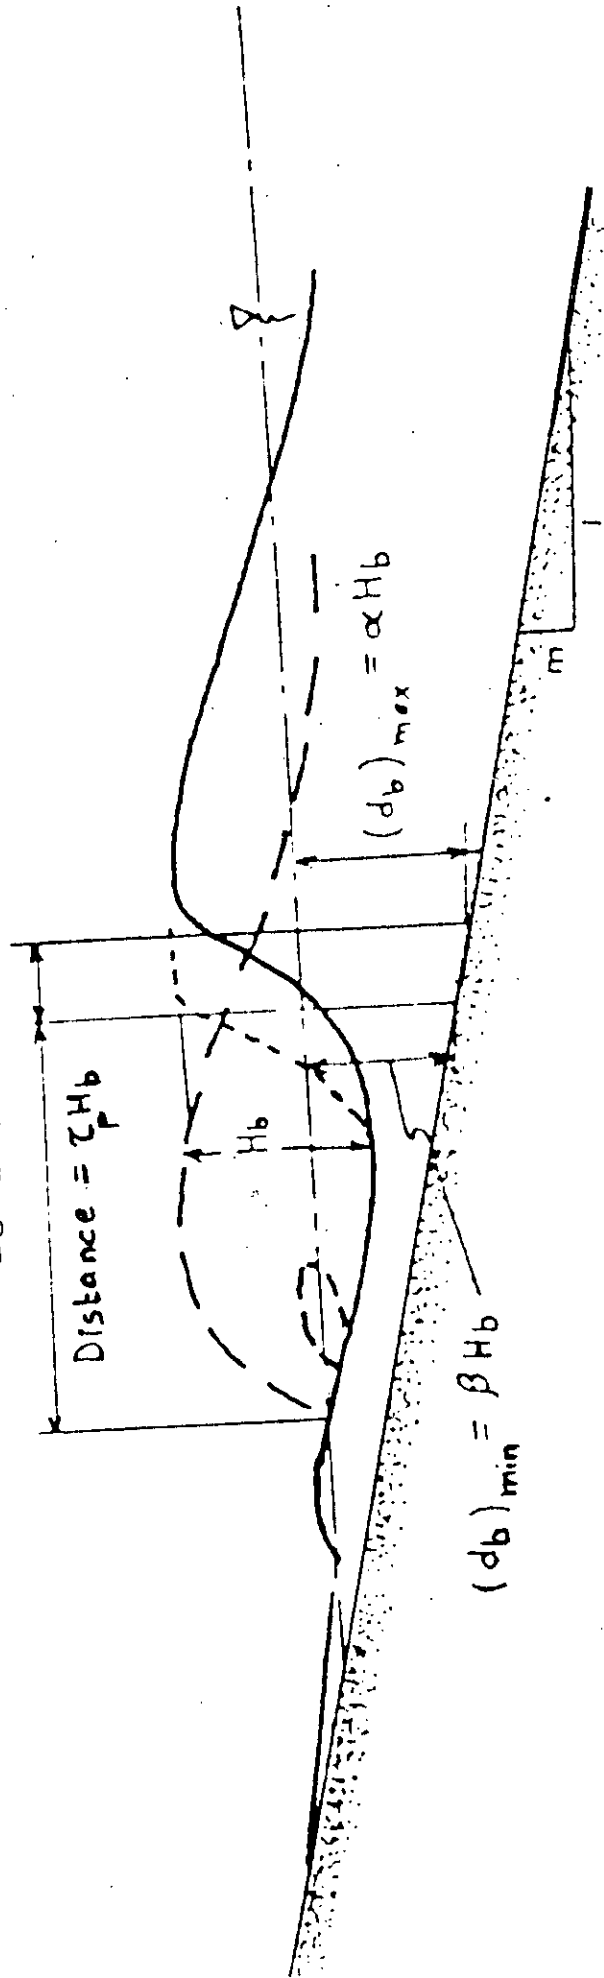 Distance = τpHb
Hb
(db)max = αHb
(db)min = βHb
m
1